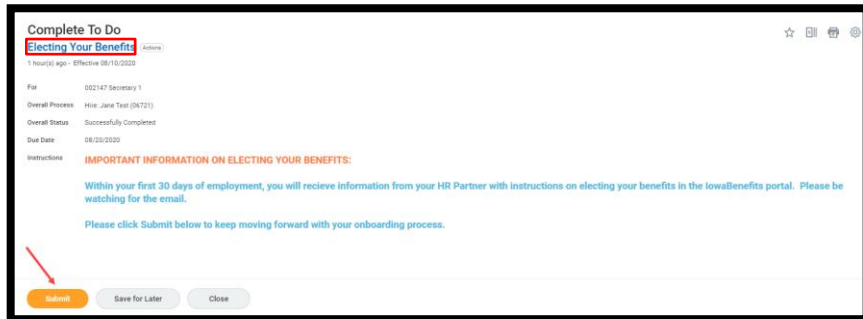 Complete To Do
Electing Your Benefits Actions
1 hour(s) ago - Effective 08/10/2020
For 002147 Secretary 1
Overall Process Hire: Jane Test (06721)
Overall Status Successfully Completed
Due Date 08/20/2020
Instructions IMPORTANT INFORMATION ON ELECTING YOUR BENEFITS:
Within your first 30 days of employment, you will recieve information from your HR Partner with instructions on electing your benefits in the IowaBenefits portal. Please be
watching for the email.
Please click Submit below to keep moving forward with your onboarding process.
Submit Save for Later Close